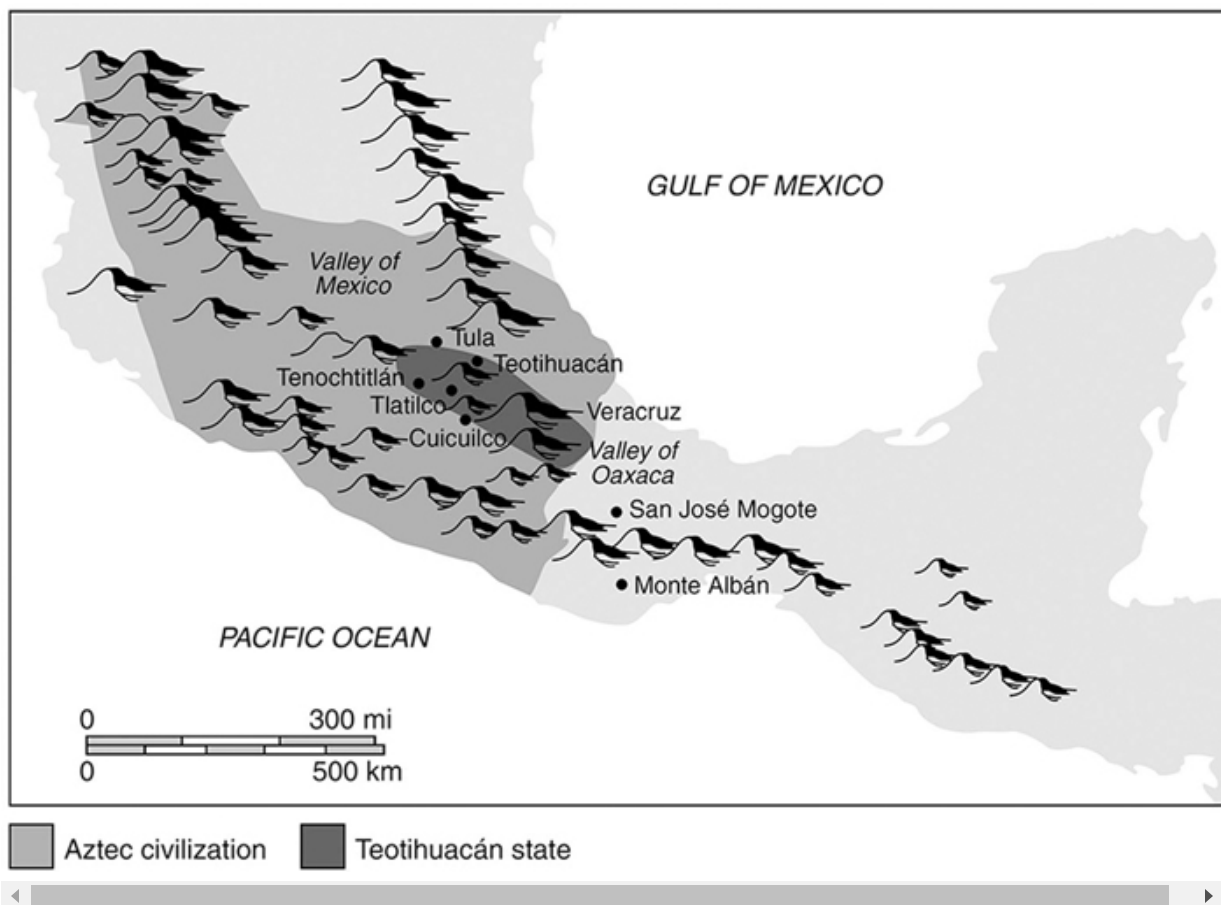 GULF OF MEXICO
Valley of
Mexico
Tula
Teotihuacán
Tenochtitlán
Tlatilco
Veracruz
Cuicuilco
Valley of
Oaxaca
San José Mogote
Monte Albán
PACIFIC OCEAN
0 300 mi
0 500 km
Aztec civilization
Teotihuacán state